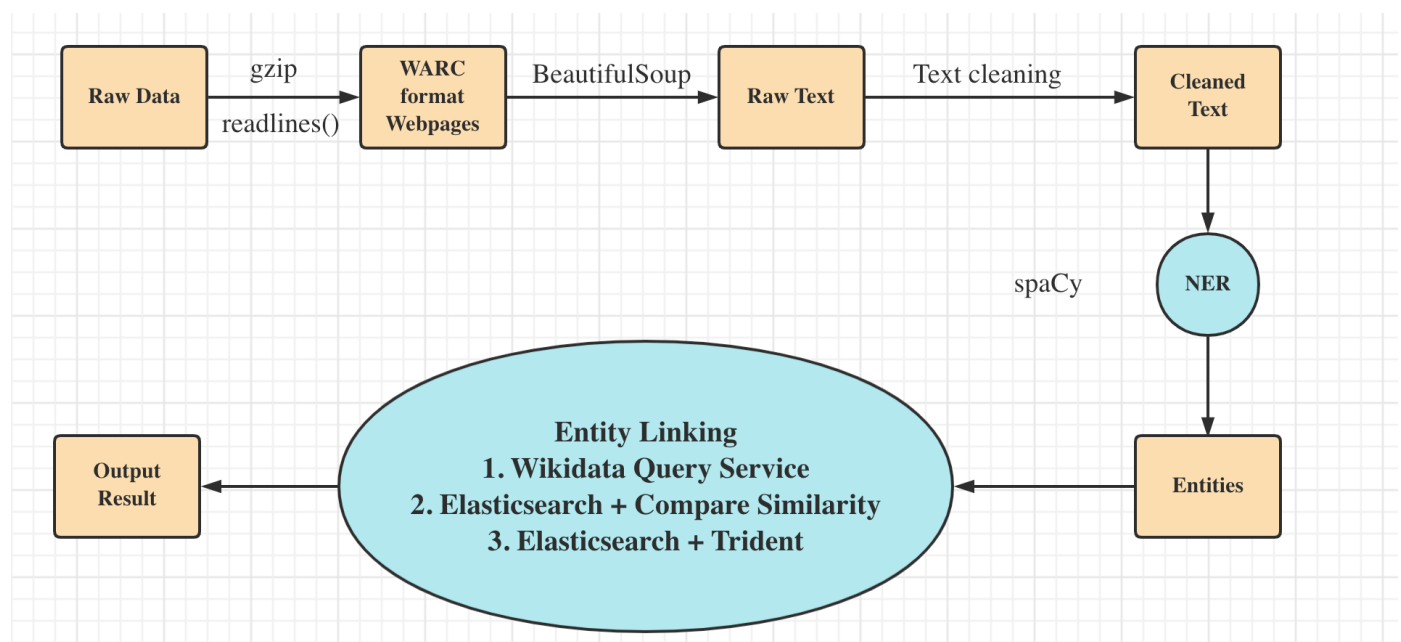 Raw Data
gzip
readlines()
WARC
format
Webpages
BeautifulSoup
Raw Text
Text cleaning
Cleaned
Text
spaCy
NER
Entities
Entity Linking
1. Wikidata Query Service
2. Elasticsearch + Compare Similarity
3. Elasticsearch + Trident
Output
Result